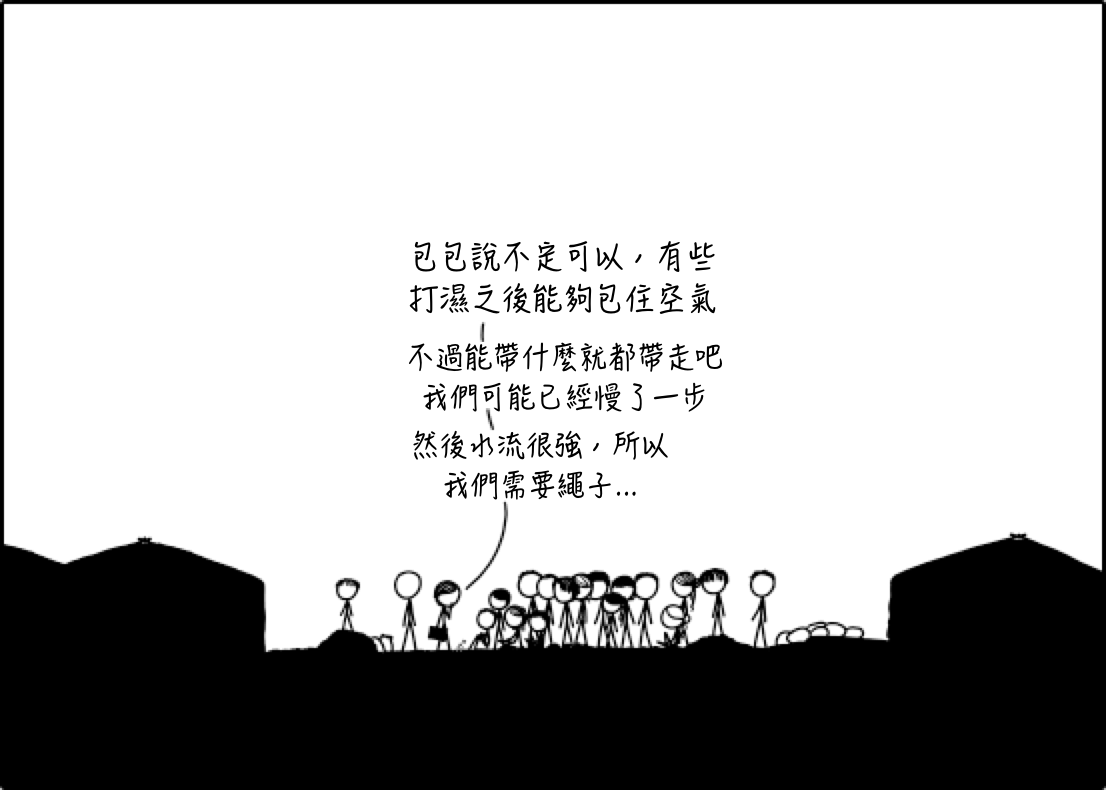 包包說不定可以，有些
打濕之後能夠包住空氣
不過能帶什麼就都帶走吧
我們可能已經慢了一步
然後水流很強，所以
我們需要繩子...